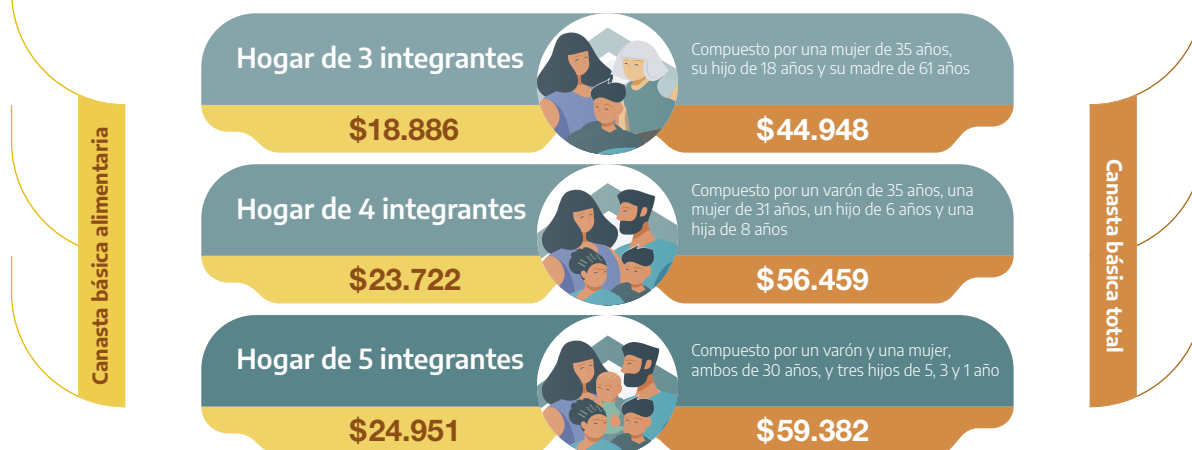 Canasta básica alimentaria
Hogar de 3 integrantes
Compuesto por una mujer de 35 años,
su hijo de 18 años y su madre de 61 años
$18.886
$44.948
Hogar de 4 integrantes
Compuesto por un varón de 35 años, una
mujer de 31 años, un hijo de 6 años y una
hija de 8 años
$23.722
$56.459
Hogar de 5 integrantes
Compuesto por un varón y una mujer,
ambos de 30 años, y tres hijos de 5, 3 y 1 año
$24.951
$59.382
Canasta básica total